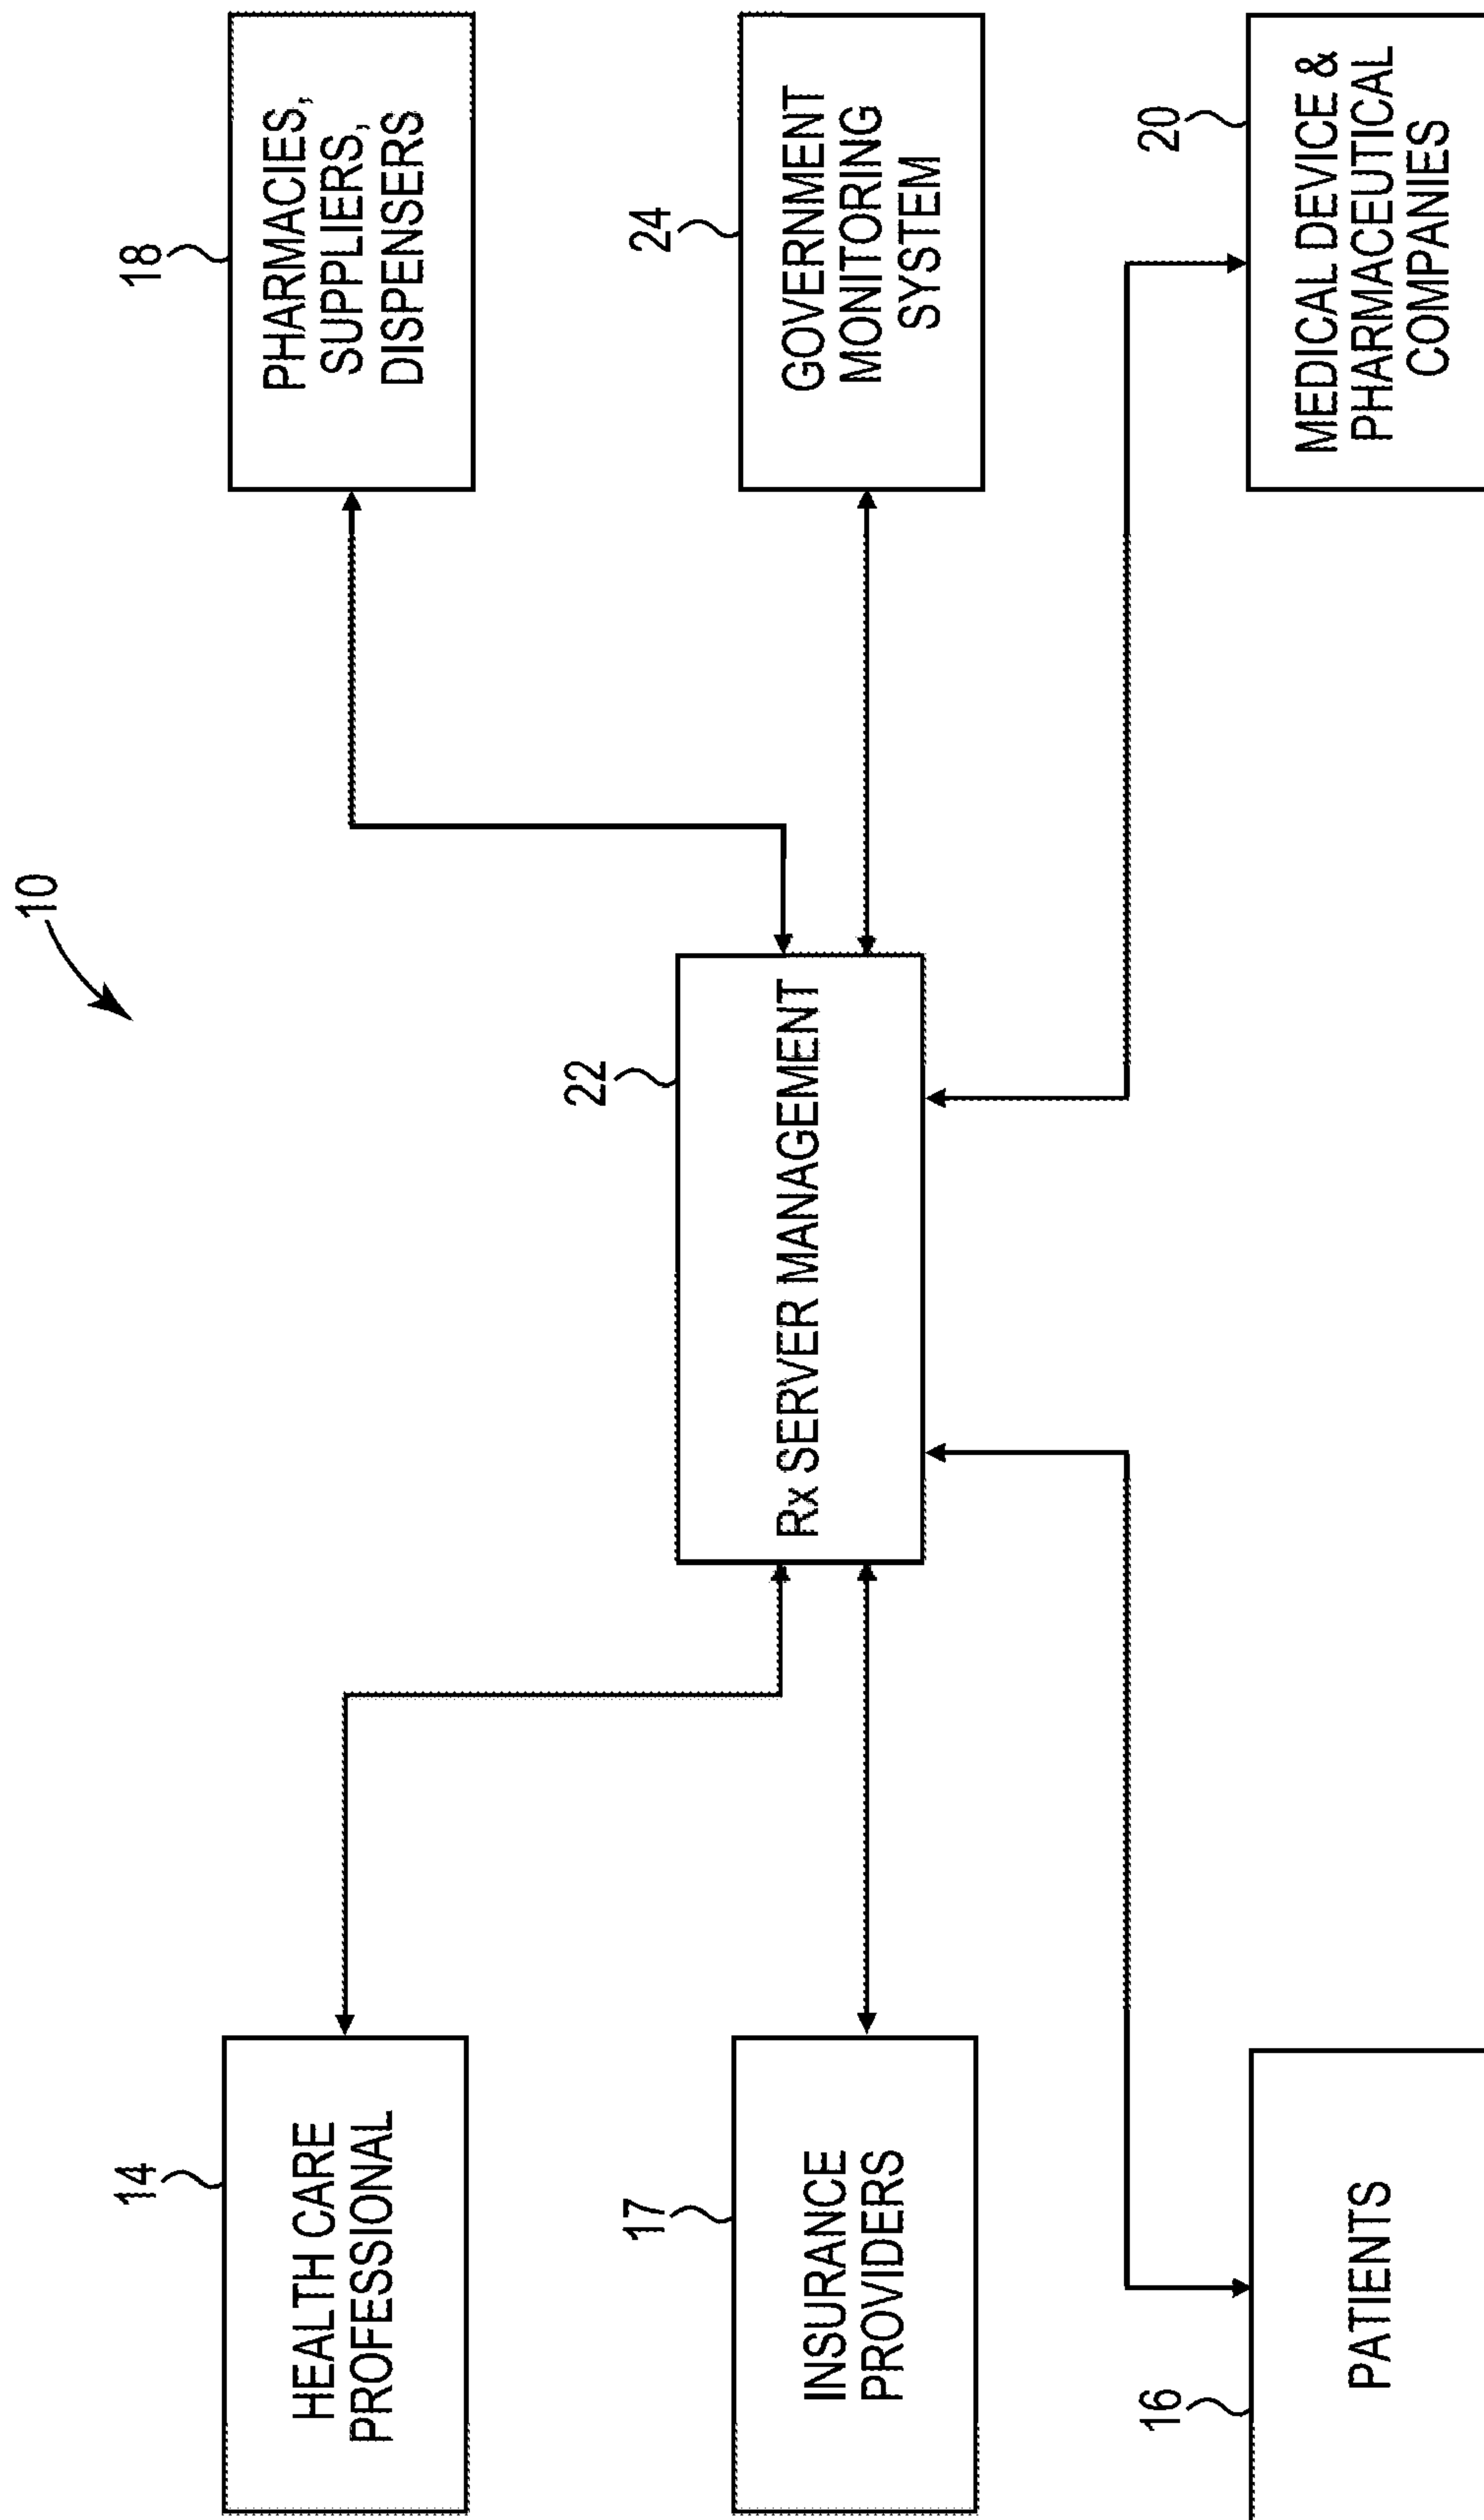 10
14
HEALTH CARE
PROFESSIONAL
18
PHARMACIES,
SUPPLIERS,
DISPENSERS
22
Rx SERVER MANAGEMENT
17
INSURANCE
PROVIDERS
24
GOVERNMENT
MONITORING
SYSTEM
16
PATIENTS
20
MEDICAL DEVICE &
PHARMACEUTICAL
COMPANIES